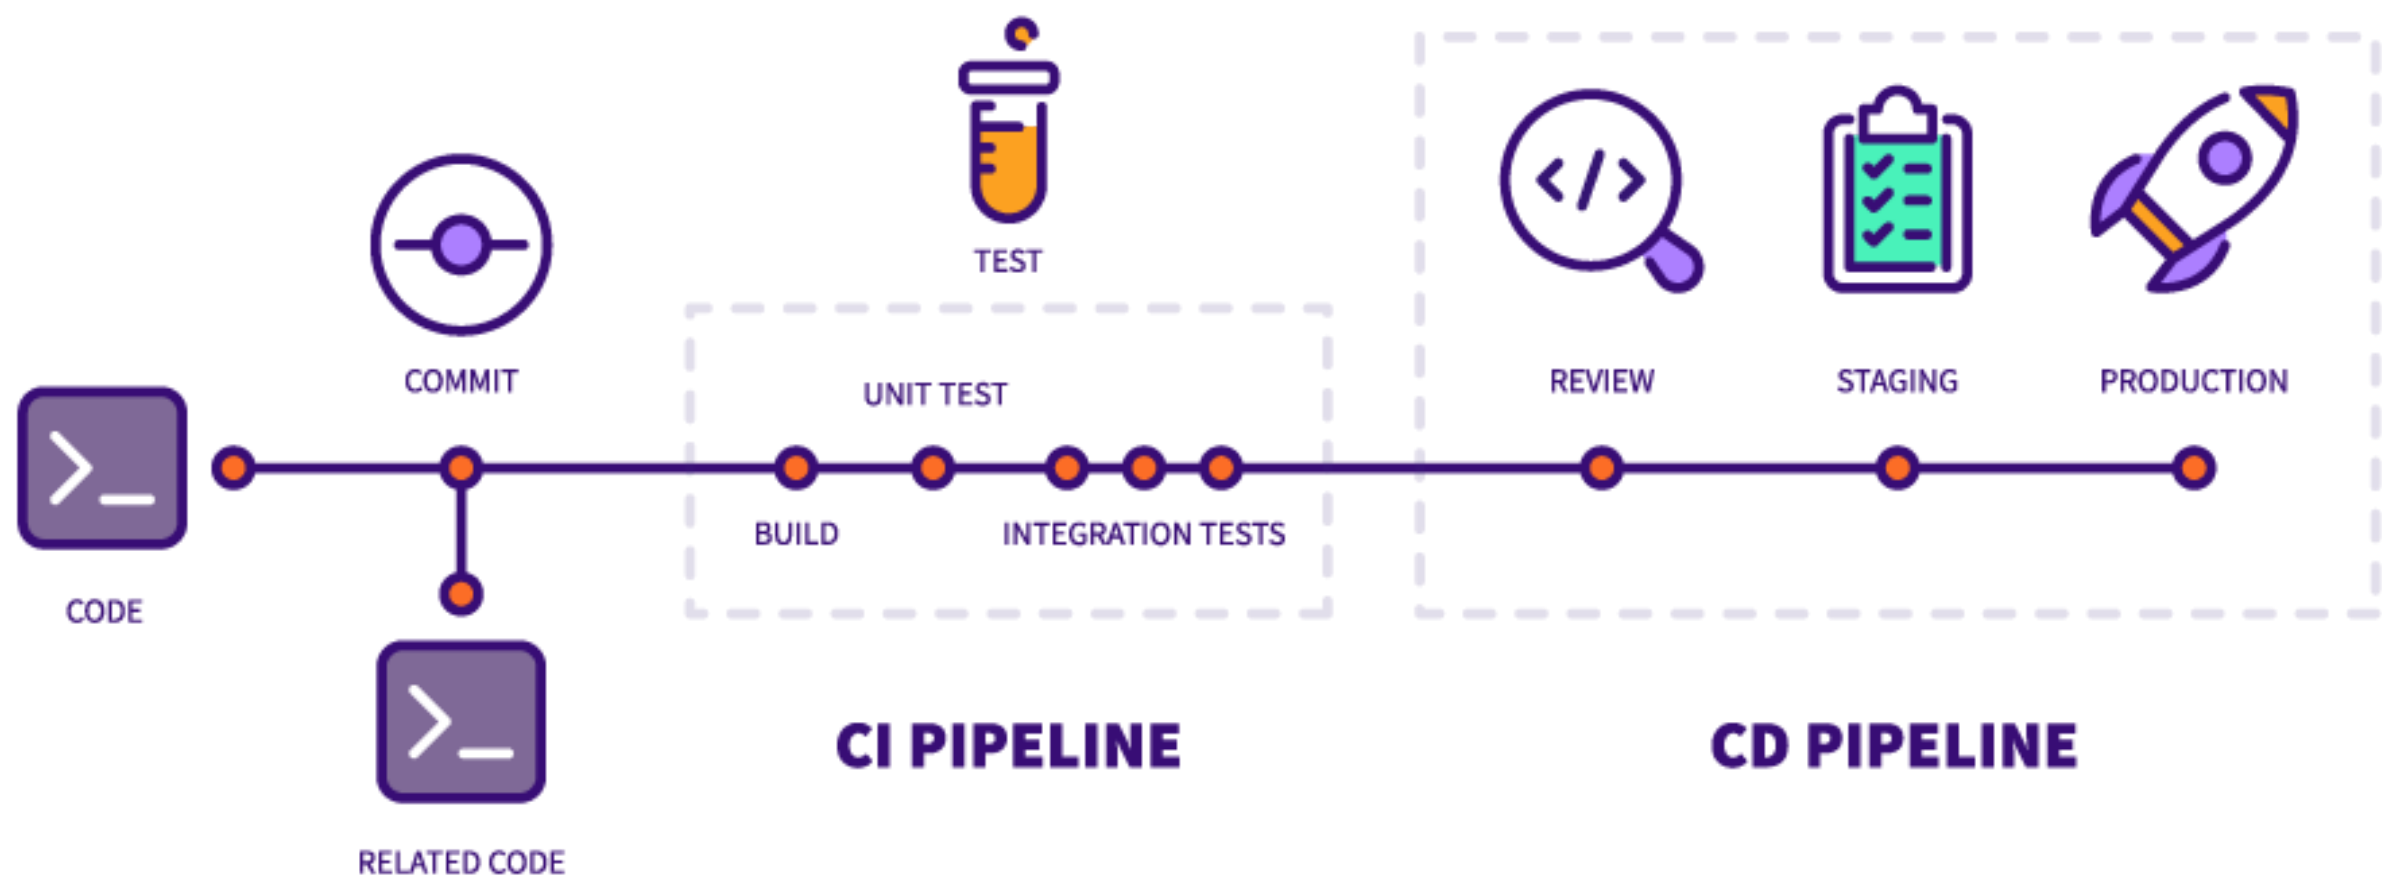 TEST
COMMIT
UNIT TEST
REVIEW
STAGING
PRODUCTION
BUILD
INTEGRATION TESTS
CODE
RELATED CODE
CI PIPELINE
CD PIPELINE